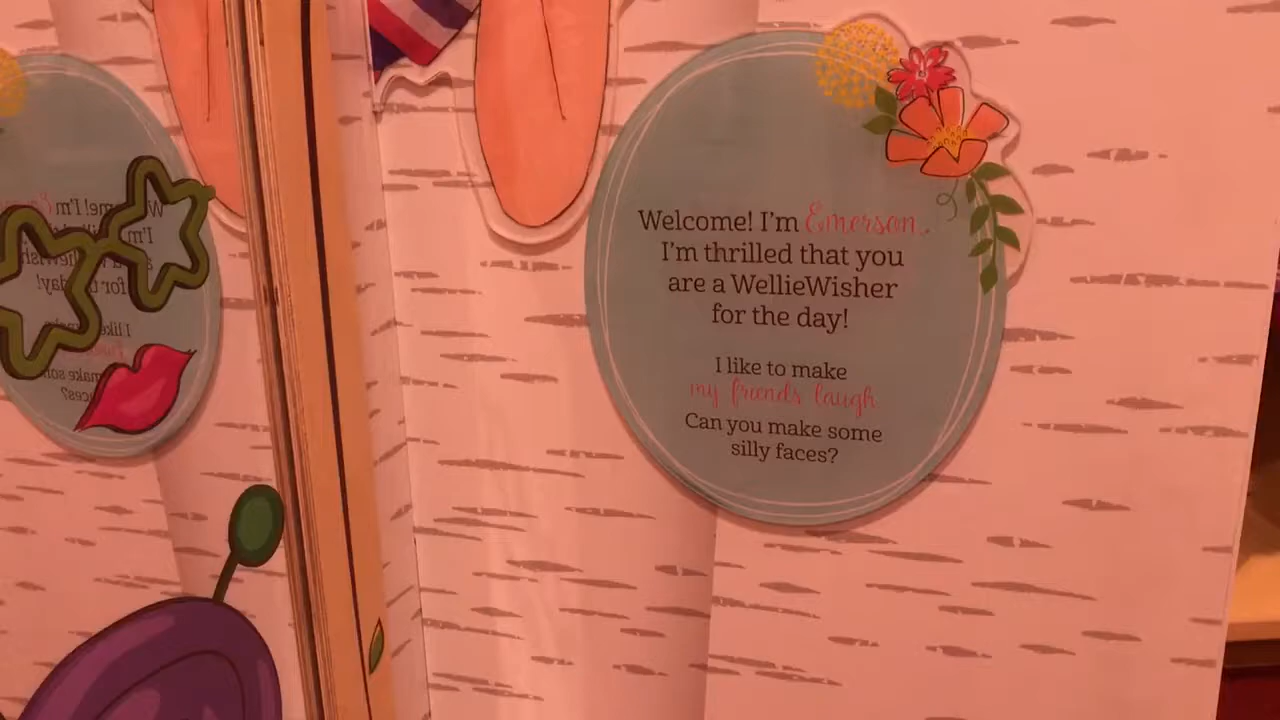 Welcome! I'm Emerson.
I'm thrilled that you
are a WellieWisher
for the day!
I like to make
my friends laugh.
Can you make some
silly faces?